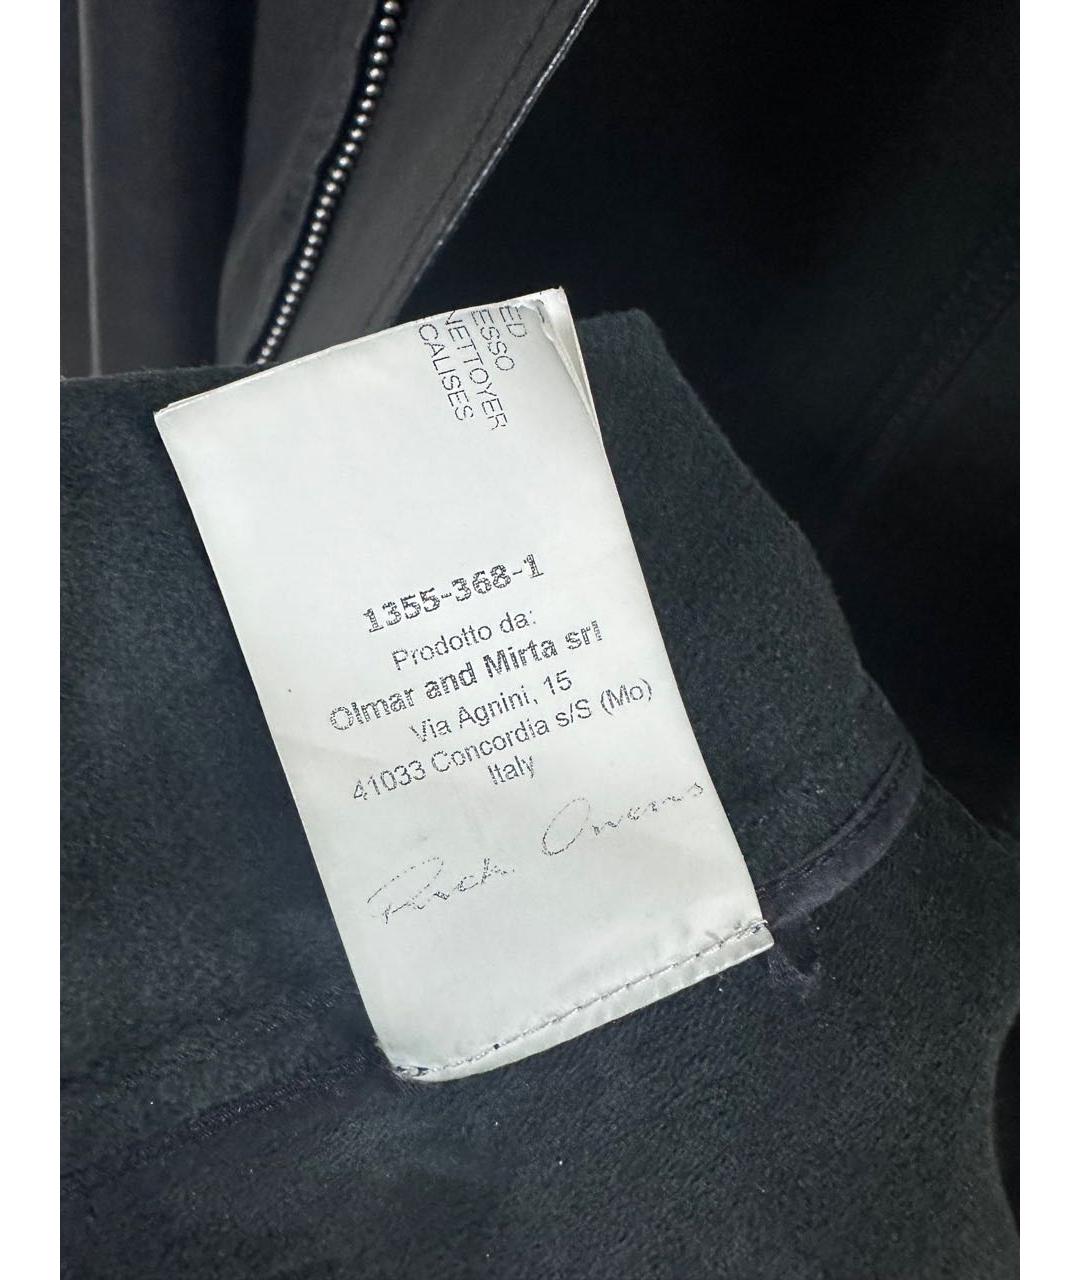 ED
ESSO
NETTOYER
CALISES
1355-368-1
Prodotto da:
Olmar and Mirta srl
Via Agnini, 15
41033 Concordia s/S (Mo)
Italy
Rick Owens